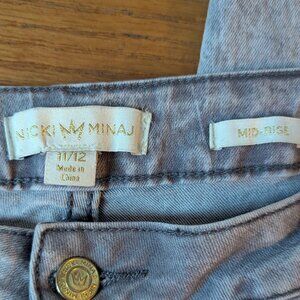 NICKI MINAJ
MID-RISE
11/12
Made in
China